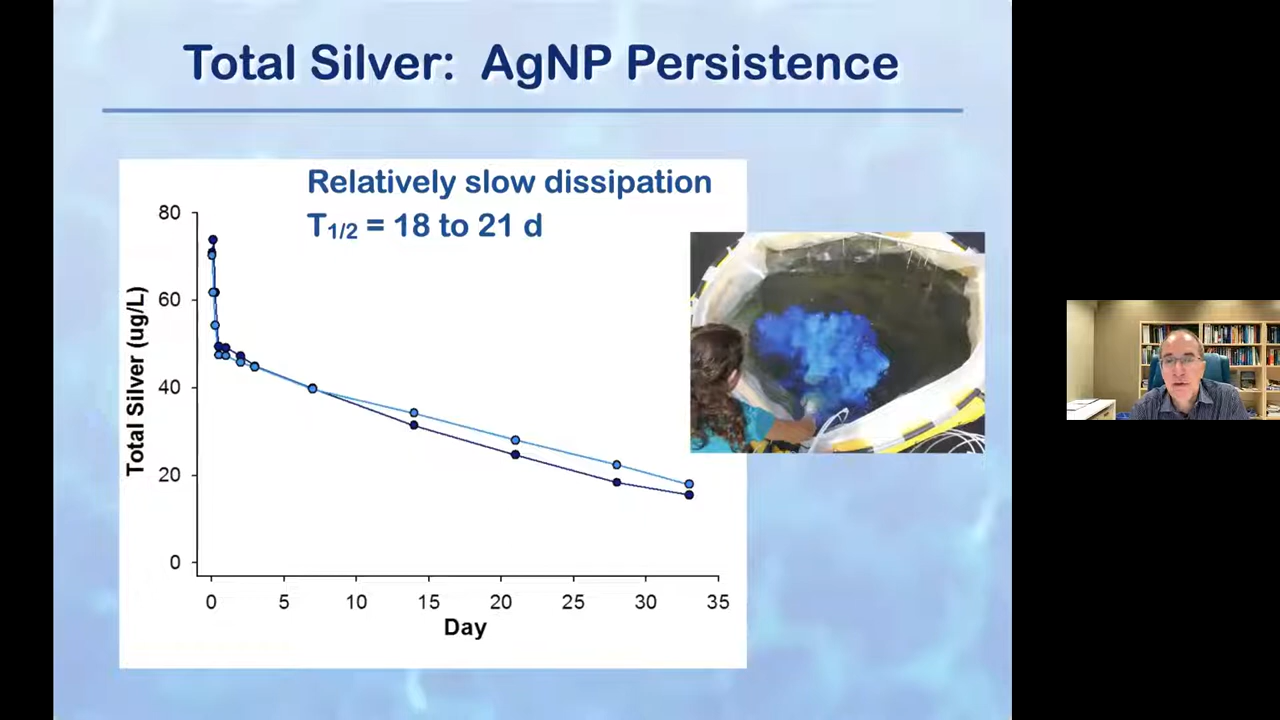 Total Silver: AgNP Persistence
Relatively slow dissipation
T1/2 = 18 to 21 d
80
60
40
20
0
Total Silver (ug/L)
0 5 10 15 20 25 30 35
Day